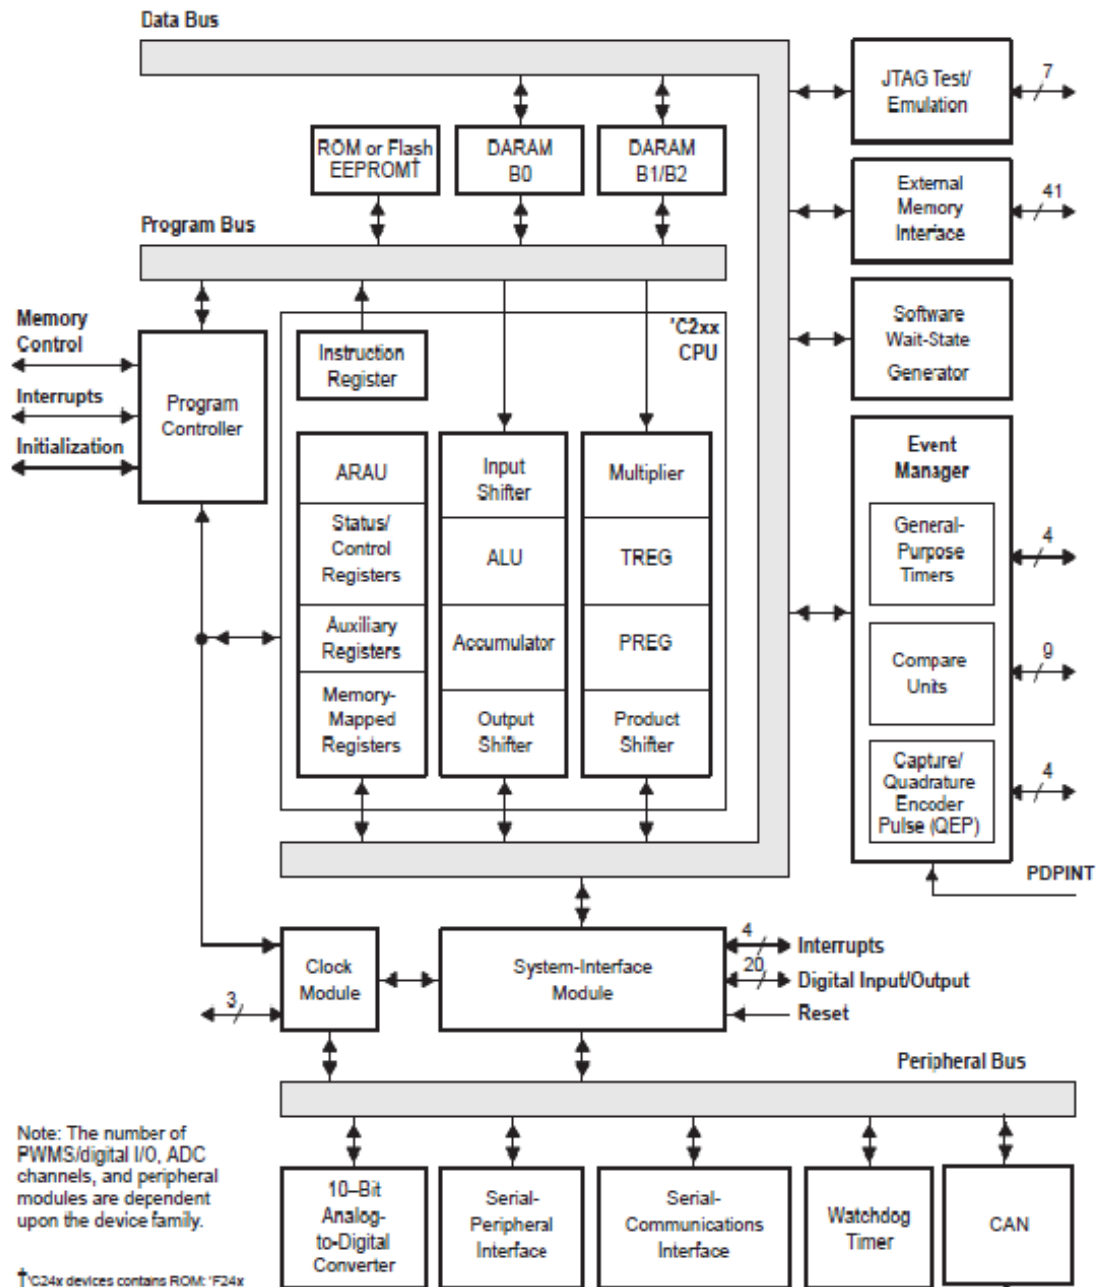 Data Bus
JTAG Test/
Emulation
7
ROM or Flash
EEPROM†
DARAM
B0
DARAM
B1/B2
External
Memory
Interface
41
Program Bus
Software
Wait-State
Generator
'C2xx
CPU
Memory
Control
Interrupts
Initialization
Program
Controller
Instruction
Register
Event
Manager
ARAU
Input
Shifter
Multiplier
General-
Purpose
Timers
4
Status/
Control
Registers
ALU
TREG
Auxiliary
Registers
Accumulator
PREG
Compare
Units
9
Memory-
Mapped
Registers
Output
Shifter
Product
Shifter
Capture/
Quadrature
Encoder
Pulse (QEP)
4
PDPINT
Clock
Module
3
System-Interface
Module
4
Interrupts
20
Digital Input/Output
Reset
Peripheral Bus
Note: The number of
PWMS/digital I/O, ADC
channels, and peripheral
modules are dependent
upon the device family.
10–Bit
Analog-
to-Digital
Converter
Serial-
Peripheral
Interface
Serial-
Communications
Interface
Watchdog
Timer
CAN
†'C24x devices contains ROM: 'F24x